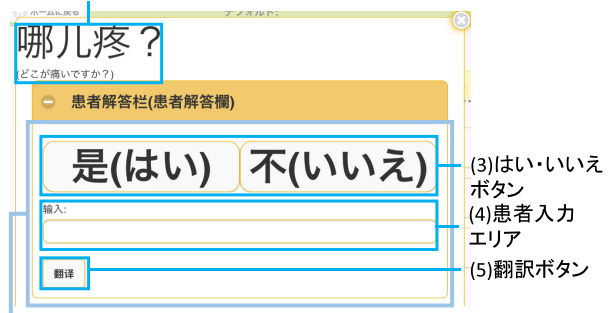 ホームに戻る
デフォルト!
哪儿疼？
(どこが痛いですか？)
患者解答栏(患者解答欄)
是(はい)
不(いいえ)
(3)はい・いいえ
ボタン
输入:
(4)患者入力
エリア
翻译
(5)翻訳ボタン